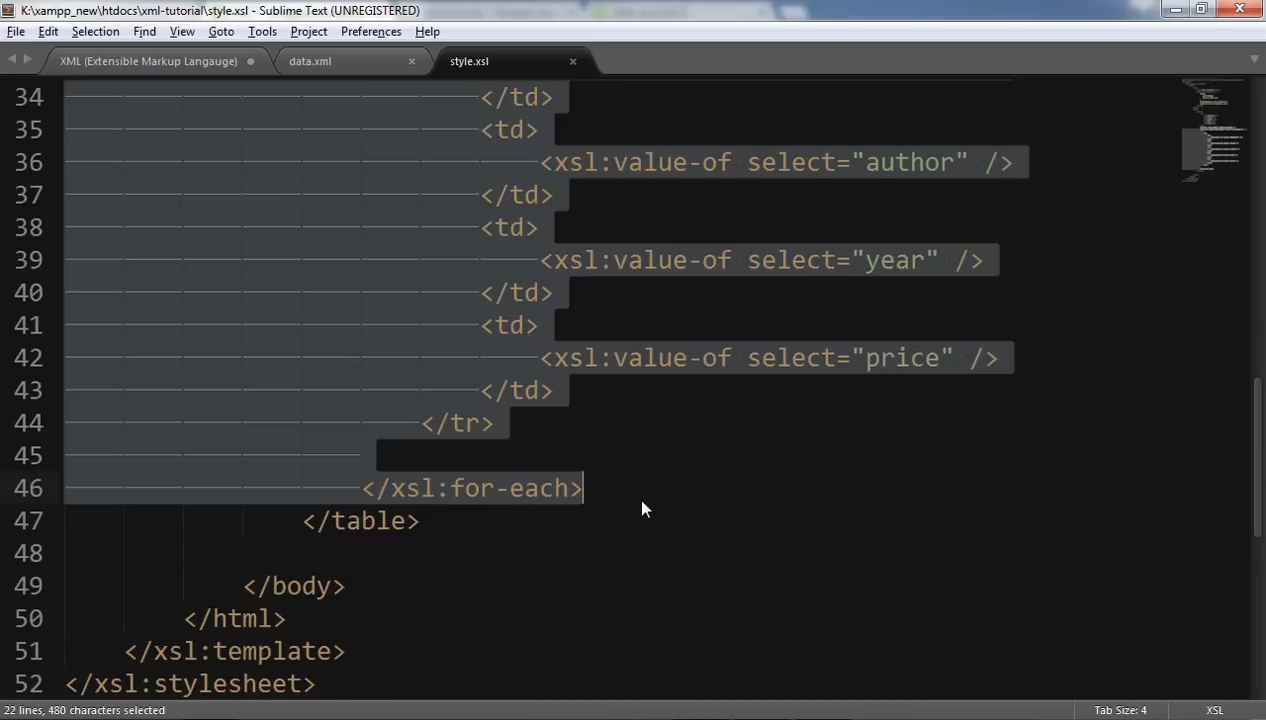 K:\xampp_new\htdocs\xml-tutorial\style.xsl - Sublime Text (UNREGISTERED)
File Edit Selection Find View Goto Tools Project Preferences Help
XML (Extensible Markup Langauge) data.xml style.xsl
34 </td>
35 <td>
36 <xsl:value-of select="author" />
37 </td>
38 <td>
39 <xsl:value-of select="year" />
40 </td>
41 <td>
42 <xsl:value-of select="price" />
43 </td>
44 </tr>
45
46 </xsl:for-each>
47 </table>
48
49 </body>
50 </html>
51 </xsl:template>
52 </xsl:stylesheet>
22 lines, 480 characters selected Tab Size: 4 XSL